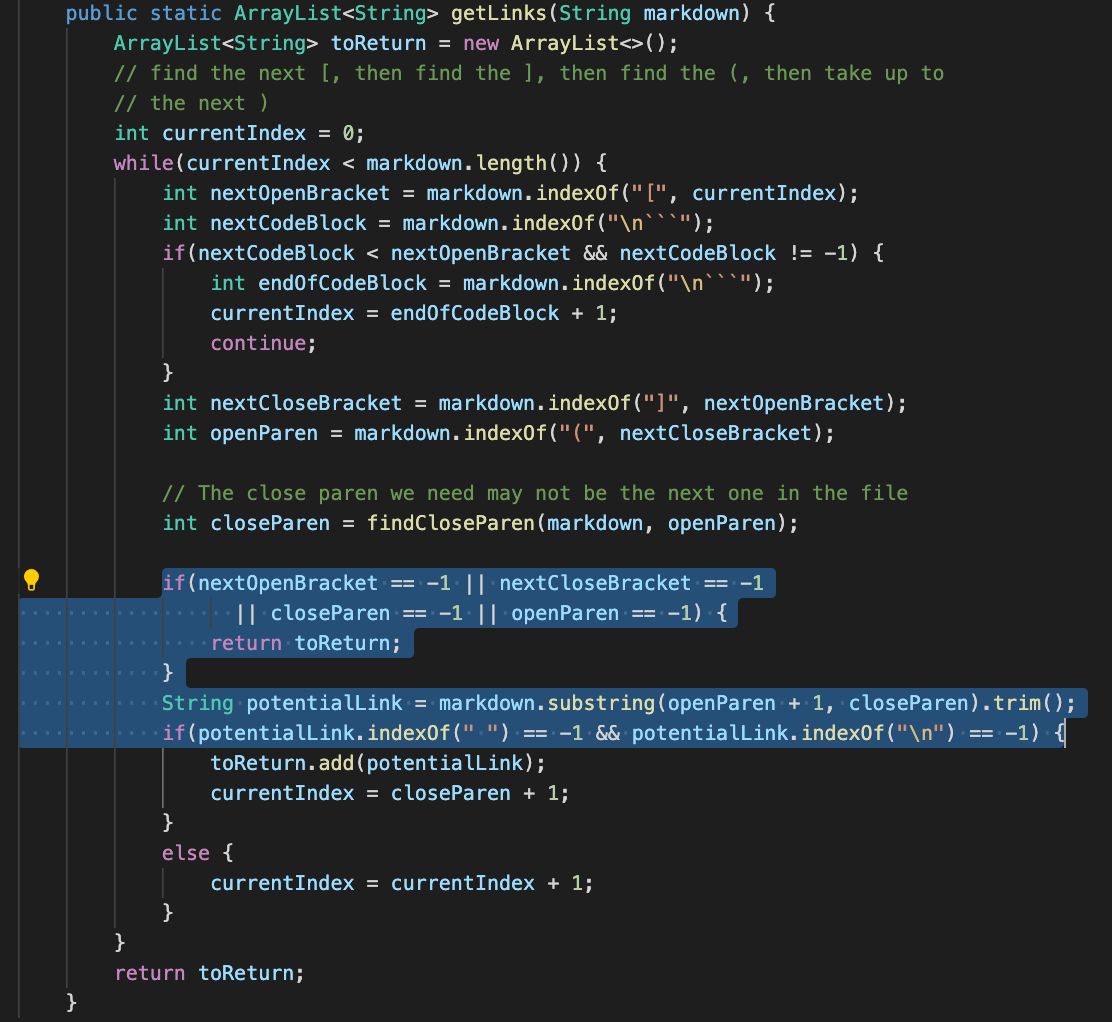 public static ArrayList<String> getLinks(String markdown) {
    ArrayList<String> toReturn = new ArrayList<>();
    // find the next [, then find the ], then find the (, then take up to
    // the next )
    int currentIndex = 0;
    while(currentIndex < markdown.length()) {
        int nextOpenBracket = markdown.indexOf("[", currentIndex);
        int nextCodeBlock = markdown.indexOf("\n```");
        if(nextCodeBlock < nextOpenBracket && nextCodeBlock != -1) {
            int endOfCodeBlock = markdown.indexOf("\n```");
            currentIndex = endOfCodeBlock + 1;
            continue;
        }
        int nextCloseBracket = markdown.indexOf("]", nextOpenBracket);
        int openParen = markdown.indexOf("(", nextCloseBracket);

        // The close paren we need may not be the next one in the file
        int closeParen = findCloseParen(markdown, openParen);

        if(nextOpenBracket == -1 || nextCloseBracket == -1
              || closeParen == -1 || openParen == -1) {
            return toReturn;
        }
        String potentialLink = markdown.substring(openParen + 1, closeParen).trim();
        if(potentialLink.indexOf(" ") == -1 && potentialLink.indexOf("\n") == -1) {
            toReturn.add(potentialLink);
            currentIndex = closeParen + 1;
        }
        else {
            currentIndex = currentIndex + 1;
        }
    }
    return toReturn;
}